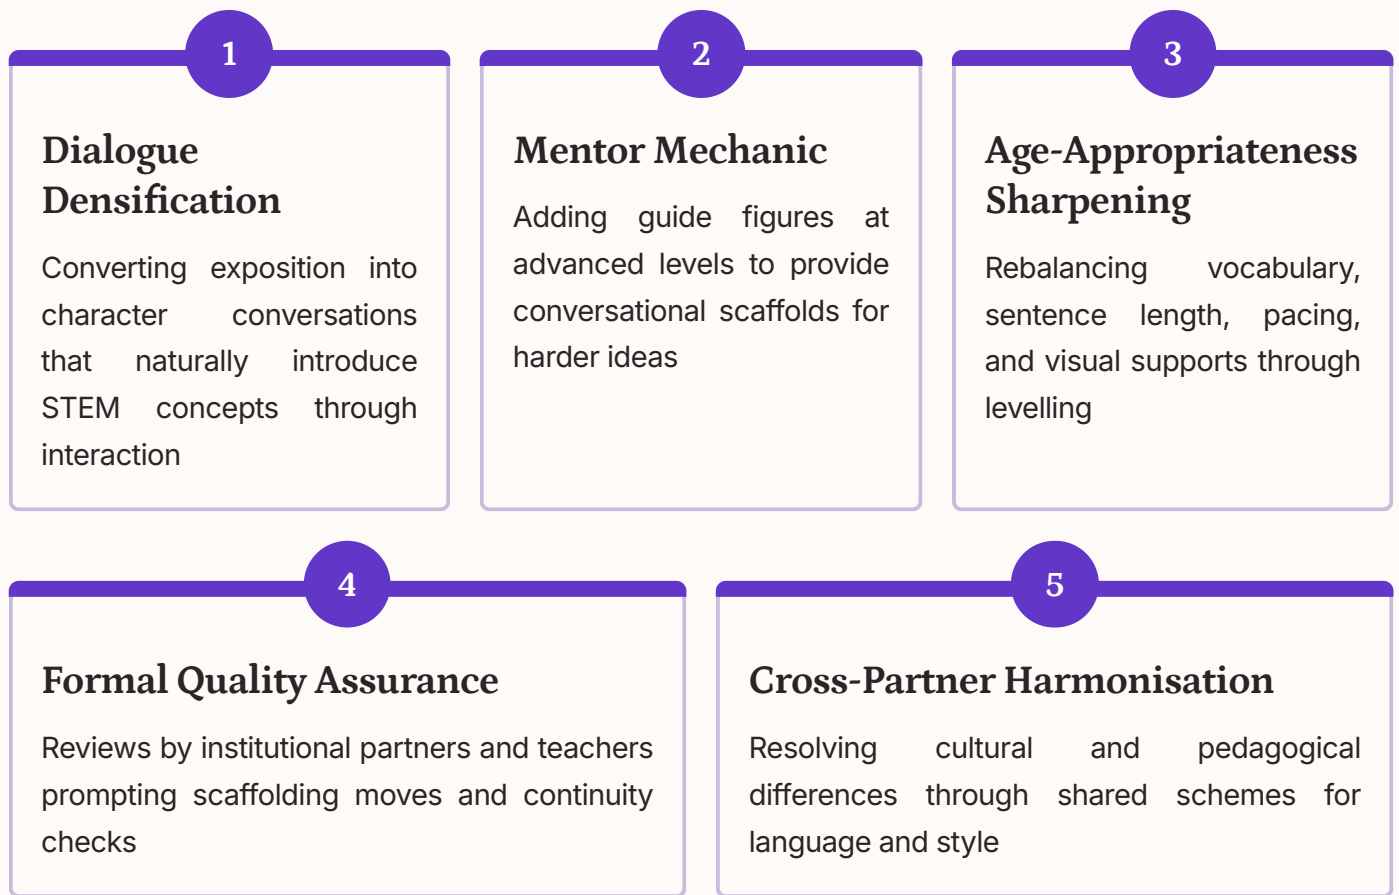 1
Dialogue
Densification
Converting exposition into
character conversations
that naturally introduce
STEM concepts through
interaction
2
Mentor Mechanic
Adding guide figures at
advanced levels to provide
conversational scaffolds for
harder ideas
3
Age-Appropriateness
Sharpening
Rebalancing vocabulary,
sentence length, pacing,
and visual supports through
levelling
4
Formal Quality Assurance
Reviews by institutional partners and teachers
prompting scaffolding moves and continuity
checks
5
Cross-Partner Harmonisation
Resolving cultural and pedagogical
differences through shared schemes for
language and style